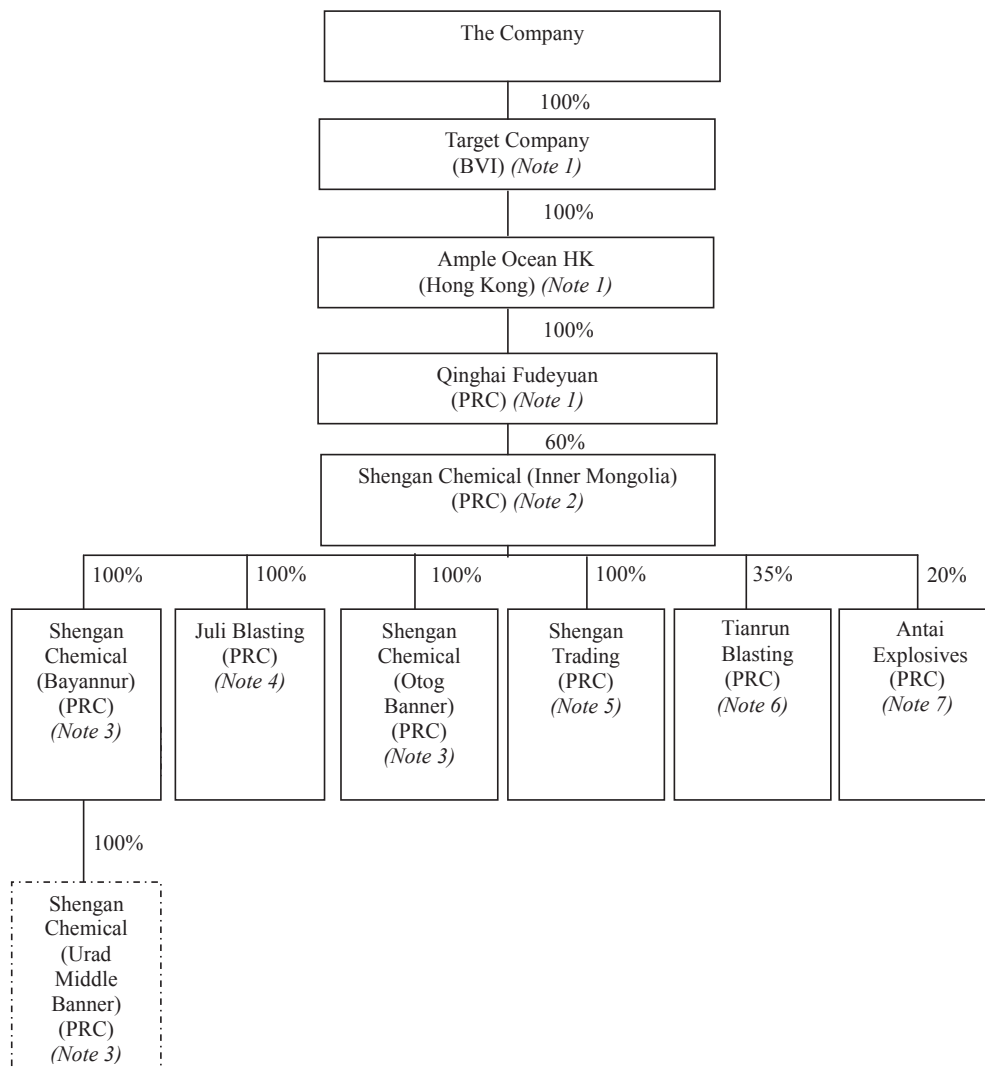 The Company
100%
Target Company
(BVI) (Note 1)
100%
Ample Ocean HK
(Hong Kong) (Note 1)
100%
Qinghai Fudeyuan
(PRC) (Note 1)
60%
Shengan Chemical (Inner Mongolia)
(PRC) (Note 2)
100%
100%
100%
100%
35%
20%
Shengan
Chemical
(Bayannur)
(PRC)
(Note 3)
Juli Blasting
(PRC)
(Note 4)
Shengan
Chemical
(Otog
Banner)
(PRC)
(Note 3)
Shengan
Trading
(PRC)
(Note 5)
Tianrun
Blasting
(PRC)
(Note 6)
Antai
Explosives
(PRC)
(Note 7)
100%
Shengan
Chemical
(Urad
Middle
Banner)
(PRC)
(Note 3)